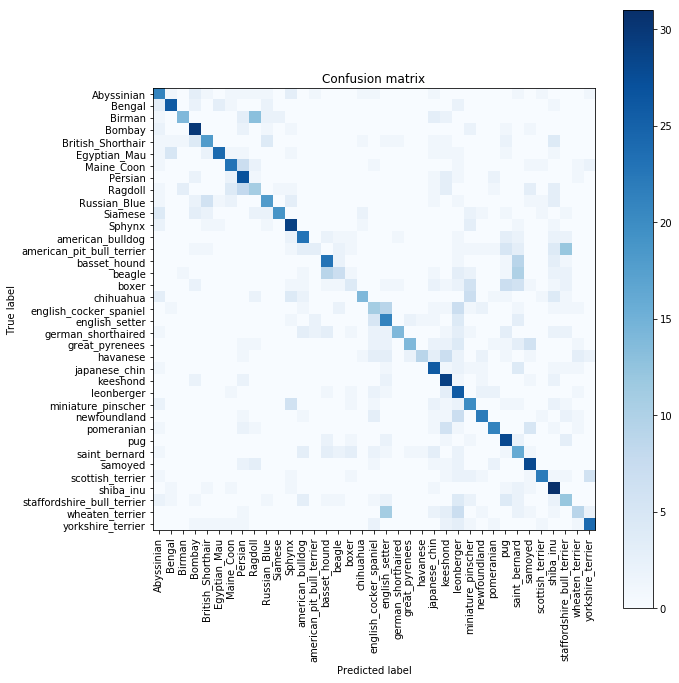 Confusion matrix
True label
Abyssinian
Bengal
Birman
Bombay
British_Shorthair
Egyptian_Mau
Maine_Coon
Persian
Ragdoll
Russian_Blue
Siamese
Sphynx
american_bulldog
american_pit_bull_terrier
basset_hound
beagle
boxer
chihuahua
english_cocker_spaniel
english_setter
german_shorthaired
great_pyrenees
havanese
japanese_chin
keeshond
leonberger
miniature_pinscher
newfoundland
pomeranian
pug
saint_bernard
samoyed
scottish_terrier
shiba_inu
staffordshire_bull_terrier
wheaten_terrier
yorkshire_terrier
Abyssinian
Bengal
Birman
Bombay
British_Shorthair
Egyptian_Mau
Maine_Coon
Persian
Ragdoll
Russian_Blue
Siamese
Sphynx
american_bulldog
american_pit_bull_terrier
basset_hound
beagle
boxer
chihuahua
english_cocker_spaniel
english_setter
german_shorthaired
great_pyrenees
havanese
japanese_chin
keeshond
leonberger
miniature_pinscher
newfoundland
pomeranian
pug
saint_bernard
samoyed
scottish_terrier
shiba_inu
staffordshire_bull_terrier
wheaten_terrier
yorkshire_terrier
Predicted label
30
25
20
15
10
5
0